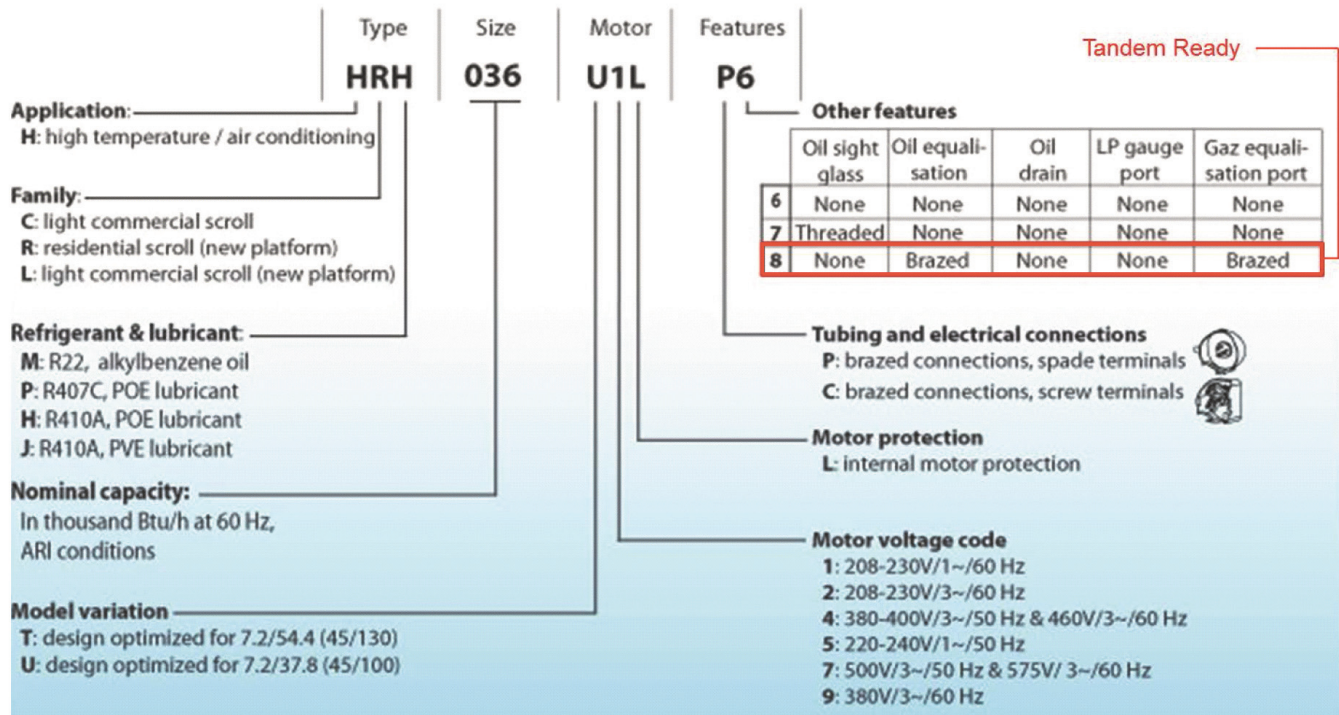 Type Size Motor Features
HRH 036 U1L P6
Tandem Ready
Application:
H: high temperature / air conditioning
Family:
C: light commercial scroll
R: residential scroll (new platform)
L: light commercial scroll (new platform)
Refrigerant & lubricant:
M: R22, alkylbenzene oil
P: R407C, POE lubricant
H: R410A, POE lubricant
J: R410A, PVE lubricant
Nominal capacity:
In thousand Btu/h at 60 Hz,
ARI conditions
Model variation
T: design optimized for 7.2/54.4 (45/130)
U: design optimized for 7.2/37.8 (45/100)
Other features
Oil sight glass Oil equali-sation Oil drain LP gauge port Gaz equali-sation port
6 None None None None None
7 Threaded None None None None
8 None Brazed None None Brazed
Tubing and electrical connections
P: brazed connections, spade terminals
C: brazed connections, screw terminals
Motor protection
L: internal motor protection
Motor voltage code
1: 208-230V/1~/60 Hz
2: 208-230V/3~/60 Hz
4: 380-400V/3~/50 Hz & 460V/3~/60 Hz
5: 220-240V/1~/50 Hz
7: 500V/3~/50 Hz & 575V/ 3~/60 Hz
9: 380V/3~/60 Hz